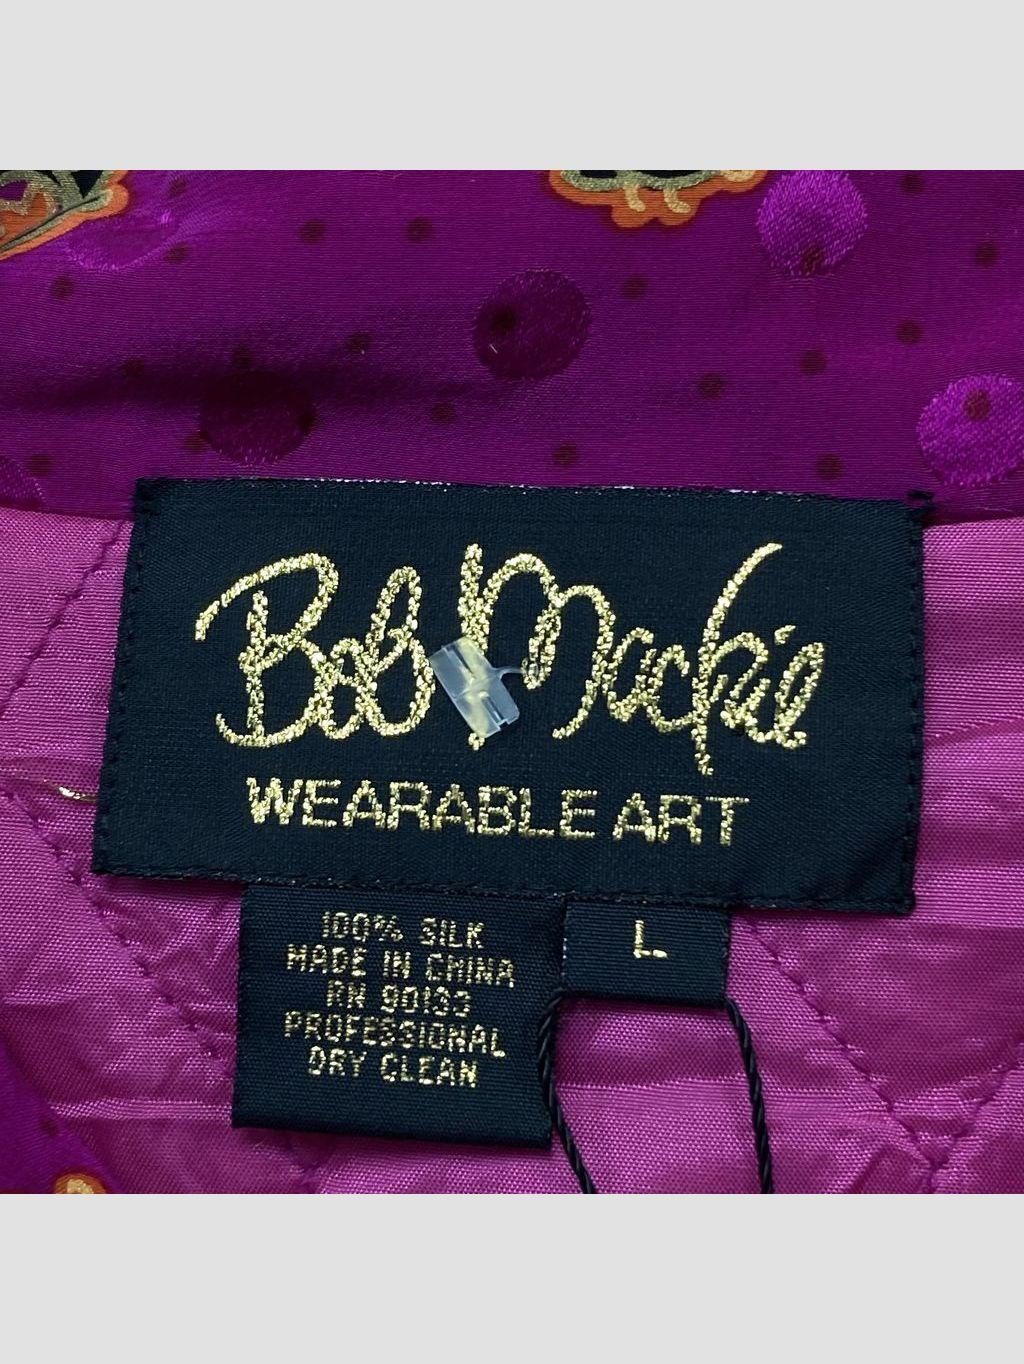 Bob Mackie
WEARABLE ART
100% SILK
MADE IN CHINA
RN 90133
PROFESSIONAL
DRY CLEAN
L